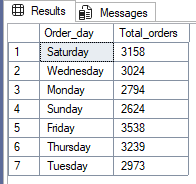 Results Messages
Order_day Total_orders
1 Saturday 3158
2 Wednesday 3024
3 Monday 2794
4 Sunday 2624
5 Friday 3538
6 Thursday 3239
7 Tuesday 2973